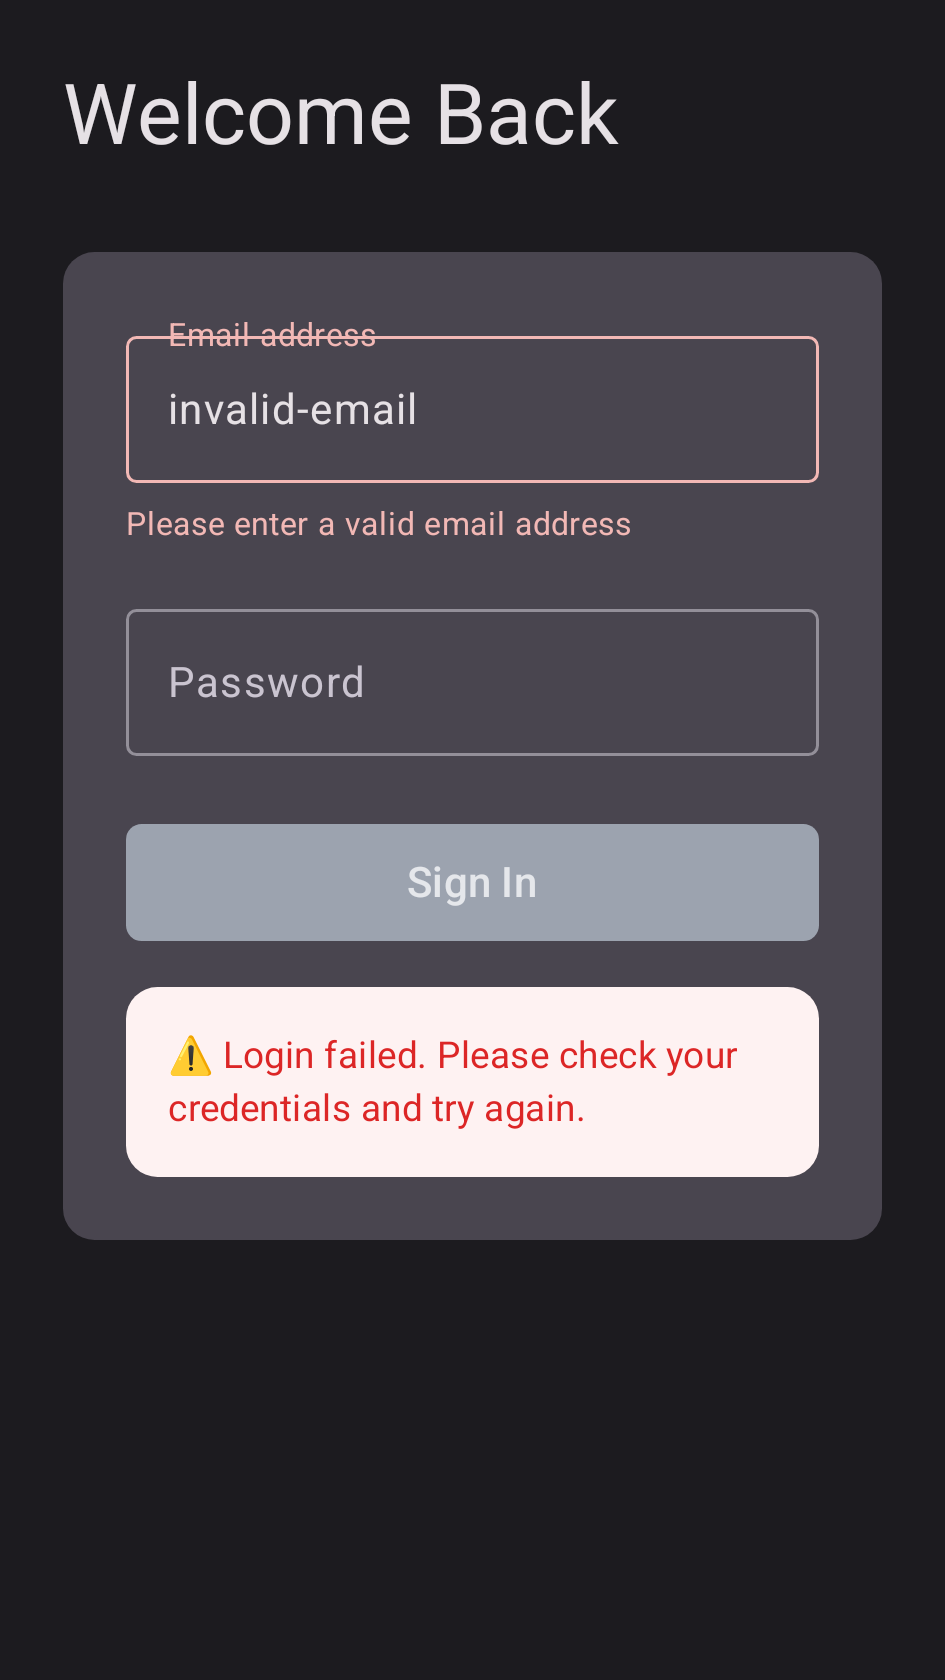 Welcome Back
Email address
invalid-email
Please enter a valid email address
Password
Sign In
⚠️ Login failed. Please check your
credentials and try again.